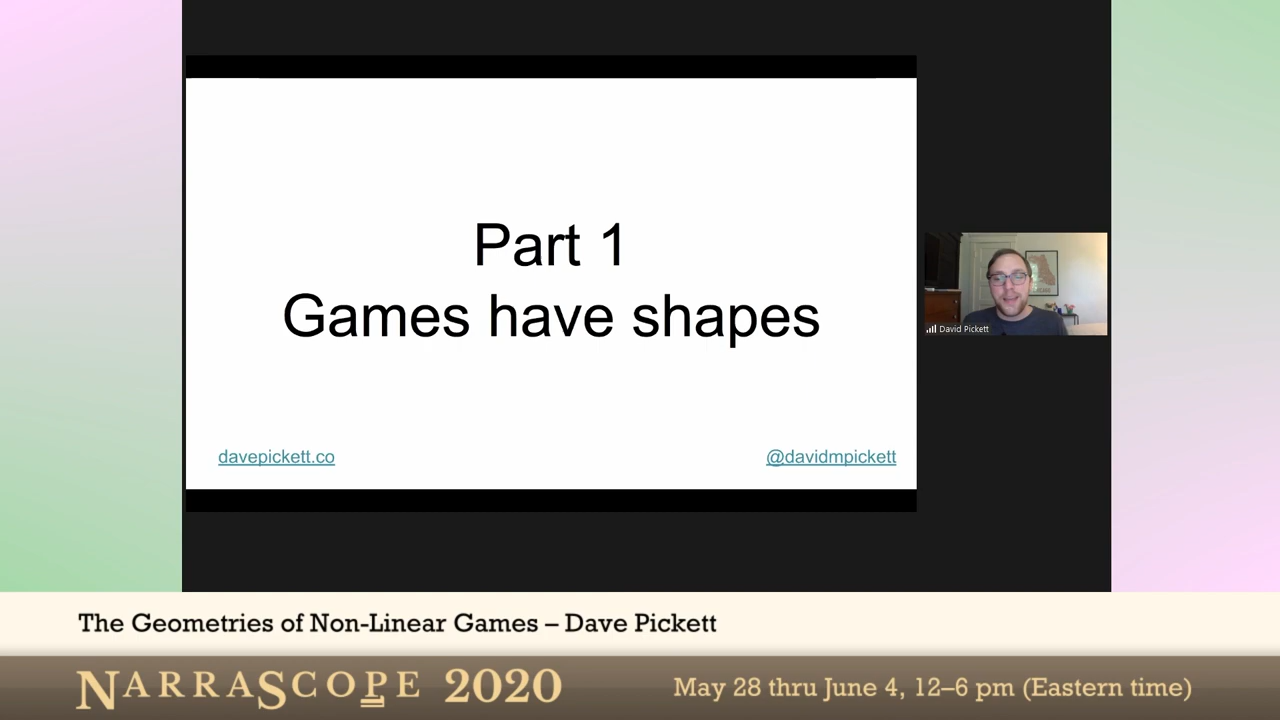 Part 1
Games have shapes
davepickett.co
@davidmpickett
David Pickett
The Geometries of Non-Linear Games – Dave Pickett
NARRASCOPE 2020
May 28 thru June 4, 12–6 pm (Eastern time)